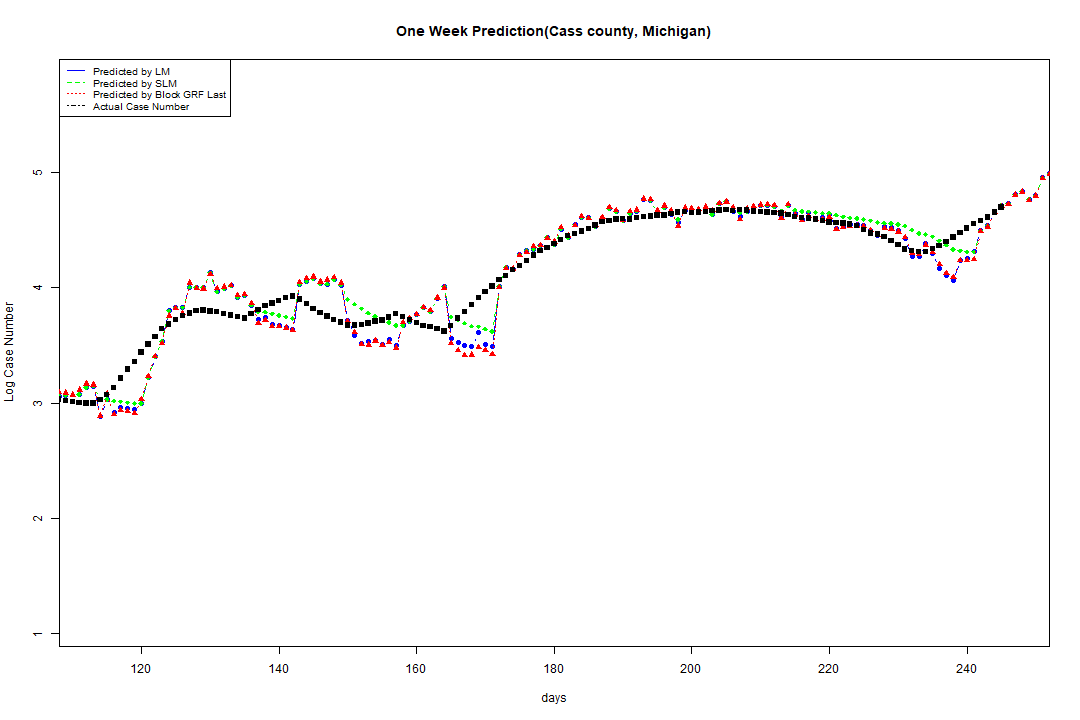 One Week Prediction(Cass county, Michigan)
Predicted by LM
Predicted by SLM
Predicted by Block GRF Last
Actual Case Number
5
4
3
2
1
Log Case Number
120 140 160 180 200 220 240
days